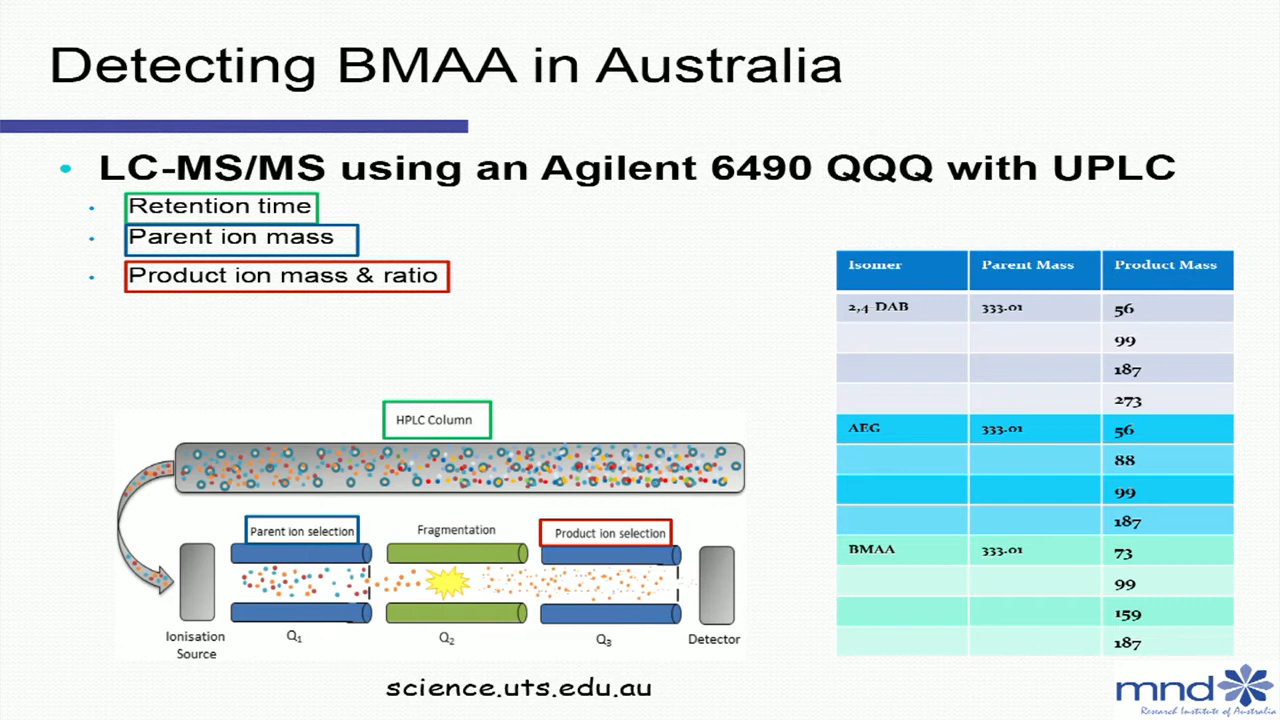 Detecting BMAA in Australia
• LC-MS/MS using an Agilent 6490 QQQ with UPLC
• Retention time
• Parent ion mass
• Product ion mass & ratio
Isomer Parent Mass Product Mass
2,4-DAB 333.01 56
99
187
273
AEG 333.01 56
88
99
187
BMAA 333.01 73
99
159
187
HPLC Column
Parent ion selection Fragmentation Product ion selection
Ionisation Source Q1 Q2 Q3 Detector
science.uts.edu.au
mnd
Research Institute of Australia